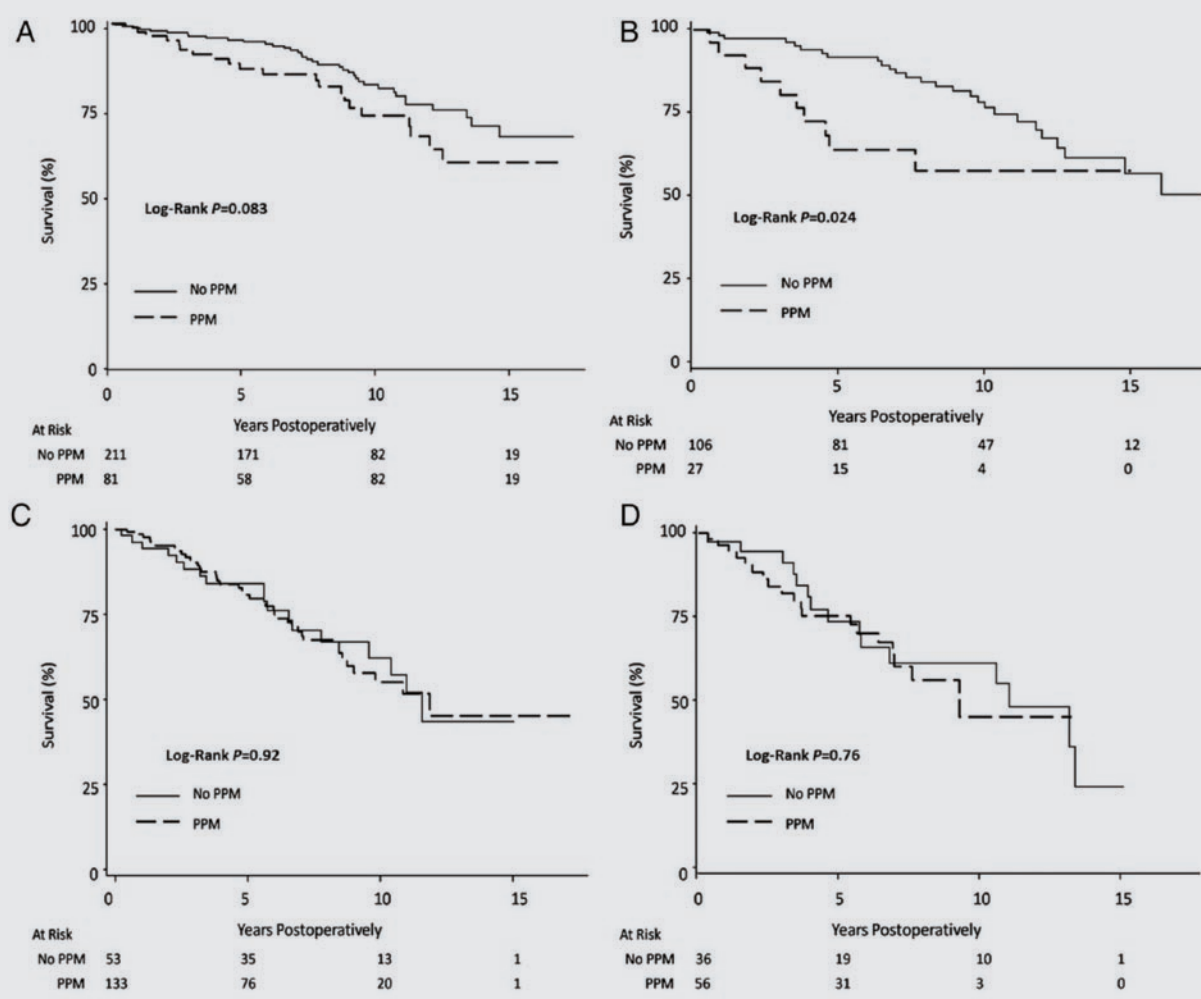 A
100
75
50
25
0
Survival (%)
Log-Rank P=0.083
No PPM
PPM
0 5 10 15
Years Postoperatively
At Risk
No PPM 211 171 82 19
PPM 81 58 82 19
B
100
75
50
25
0
Survival (%)
Log-Rank P=0.024
No PPM
PPM
0 5 10 15
Years Postoperatively
At Risk
No PPM 106 81 47 12
PPM 27 15 4 0
C
100
75
50
25
0
Survival (%)
Log-Rank P=0.92
No PPM
PPM
0 5 10 15
Years Postoperatively
At Risk
No PPM 53 35 13 1
PPM 133 76 20 1
D
100
75
50
25
0
Survival (%)
Log-Rank P=0.76
No PPM
PPM
0 5 10 15
Years Postoperatively
At Risk
No PPM 36 19 10 1
PPM 56 31 3 0